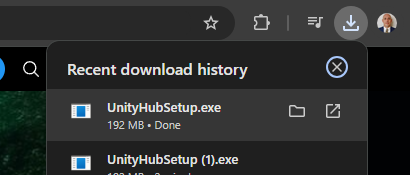 Recent download history
UnityHubSetup.exe
192 MB • Done
UnityHubSetup (1).exe